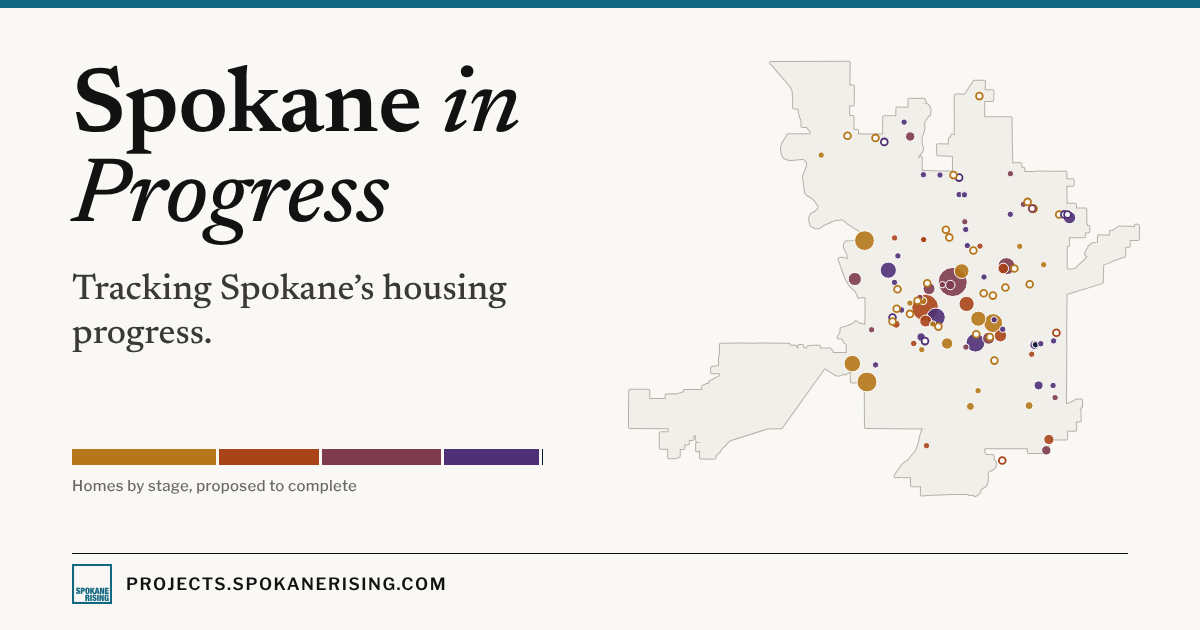 Spokane in
Progress
Tracking Spokane’s housing
progress.
Homes by stage, proposed to complete
SPOKANE
RISING
PROJECTS.SPOKANERISING.COM